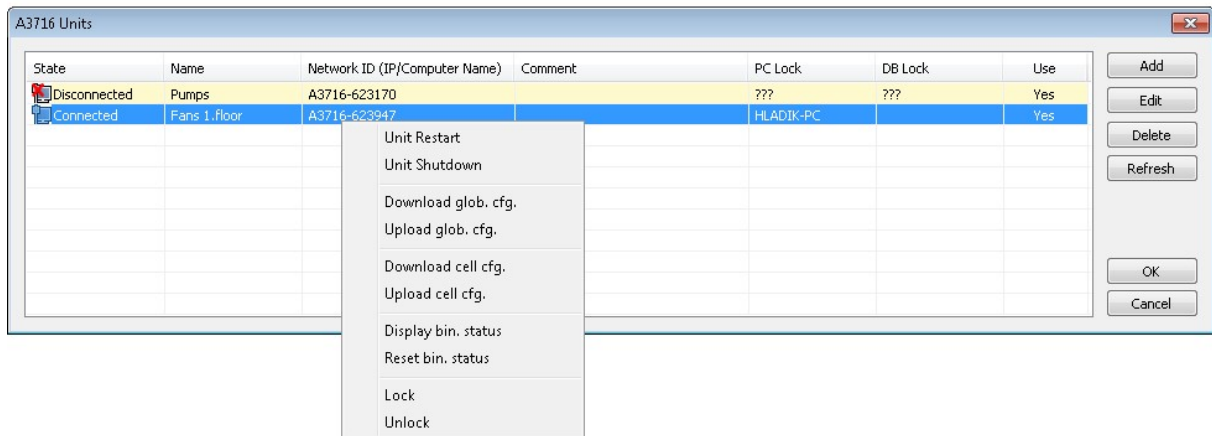 A3716 Units
State Name Network ID (IP/Computer Name) Comment PC Lock DB Lock Use
Disconnected Pumps A3716-623170 ??? ??? Yes
Connected Fans 1.floor A3716-623947 HLADIK-PC Yes
Unit Restart
Unit Shutdown
Download glob. cfg.
Upload glob. cfg.
Download cell cfg.
Upload cell cfg.
Display bin. status
Reset bin. status
Lock
Unlock
Add
Edit
Delete
Refresh
OK
Cancel